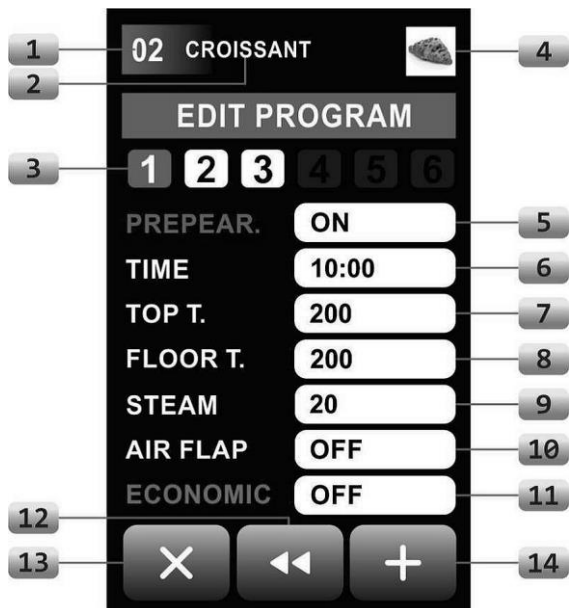 1 02 CROISSANT 4
2
EDIT PROGRAM
3 1 2 3 4 5 6
PREPEAR. ON 5
TIME 10:00 6
TOP T. 200 7
FLOOR T. 200 8
STEAM 20 9
AIR FLAP OFF 10
ECONOMIC OFF 11
12
13 14